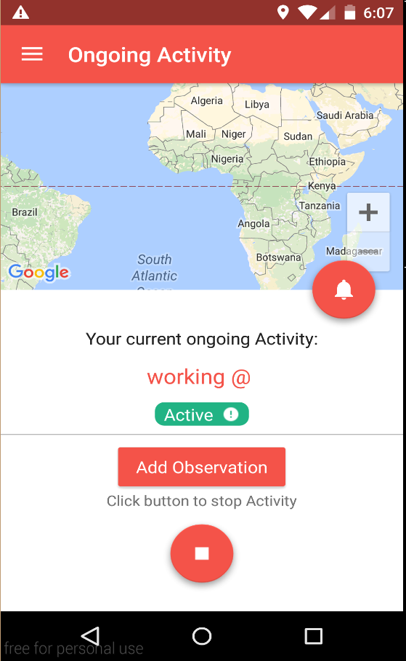 6:07
Ongoing Activity
Algeria
Libya
Saudi Arabia
Mali
Niger
Sudan
Nigeria
Ethiopia
Kenya
Brazil
Tanzania
Angola
Botswana
Madagascar
South
Atlantic
Google
Your current ongoing Activity:
working @
Active
Add Observation
Click button to stop Activity
free for personal use